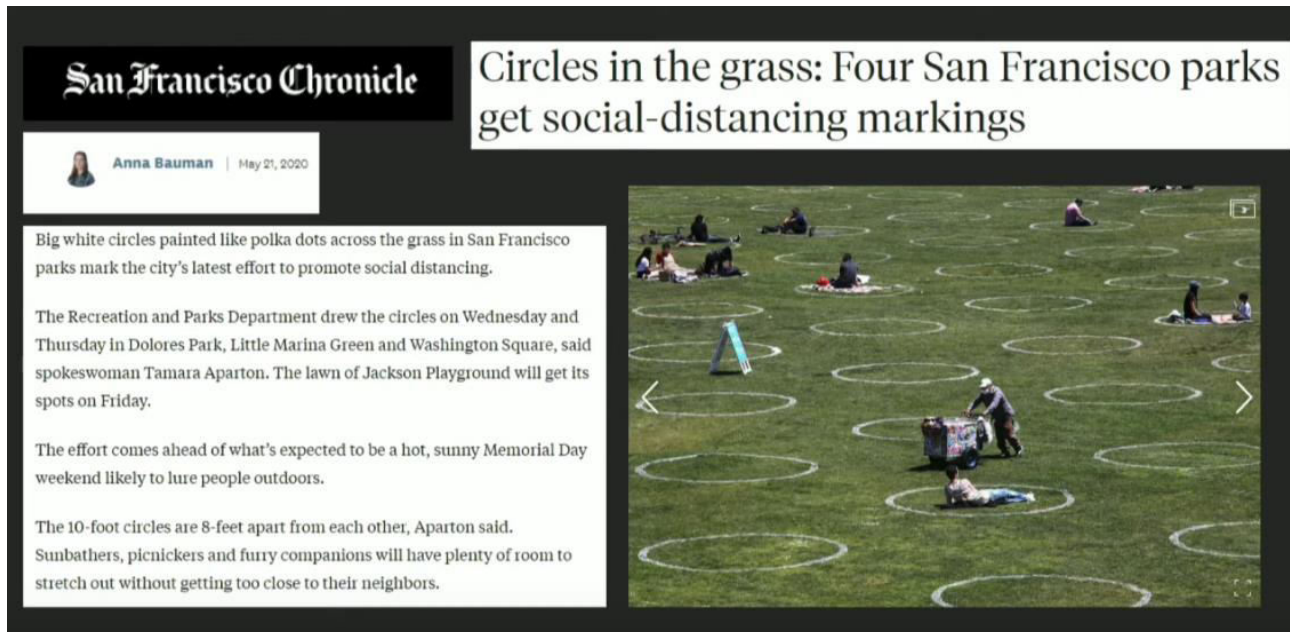 San Francisco Chronicle
Circles in the grass: Four San Francisco parks
get social-distancing markings
Anna Bauman | May 21, 2020
Big white circles painted like polka dots across the grass in San Francisco
parks mark the city's latest effort to promote social distancing.
The Recreation and Parks Department drew the circles on Wednesday and
Thursday in Dolores Park, Little Marina Green and Washington Square, said
spokeswoman Tamara Aparton. The lawn of Jackson Playground will get its
spots on Friday.
The effort comes ahead of what's expected to be a hot, sunny Memorial Day
weekend likely to lure people outdoors.
The 10-foot circles are 8-feet apart from each other, Aparton said.
Sunbathers, picnickers and furry companions will have plenty of room to
stretch out without getting too close to their neighbors.